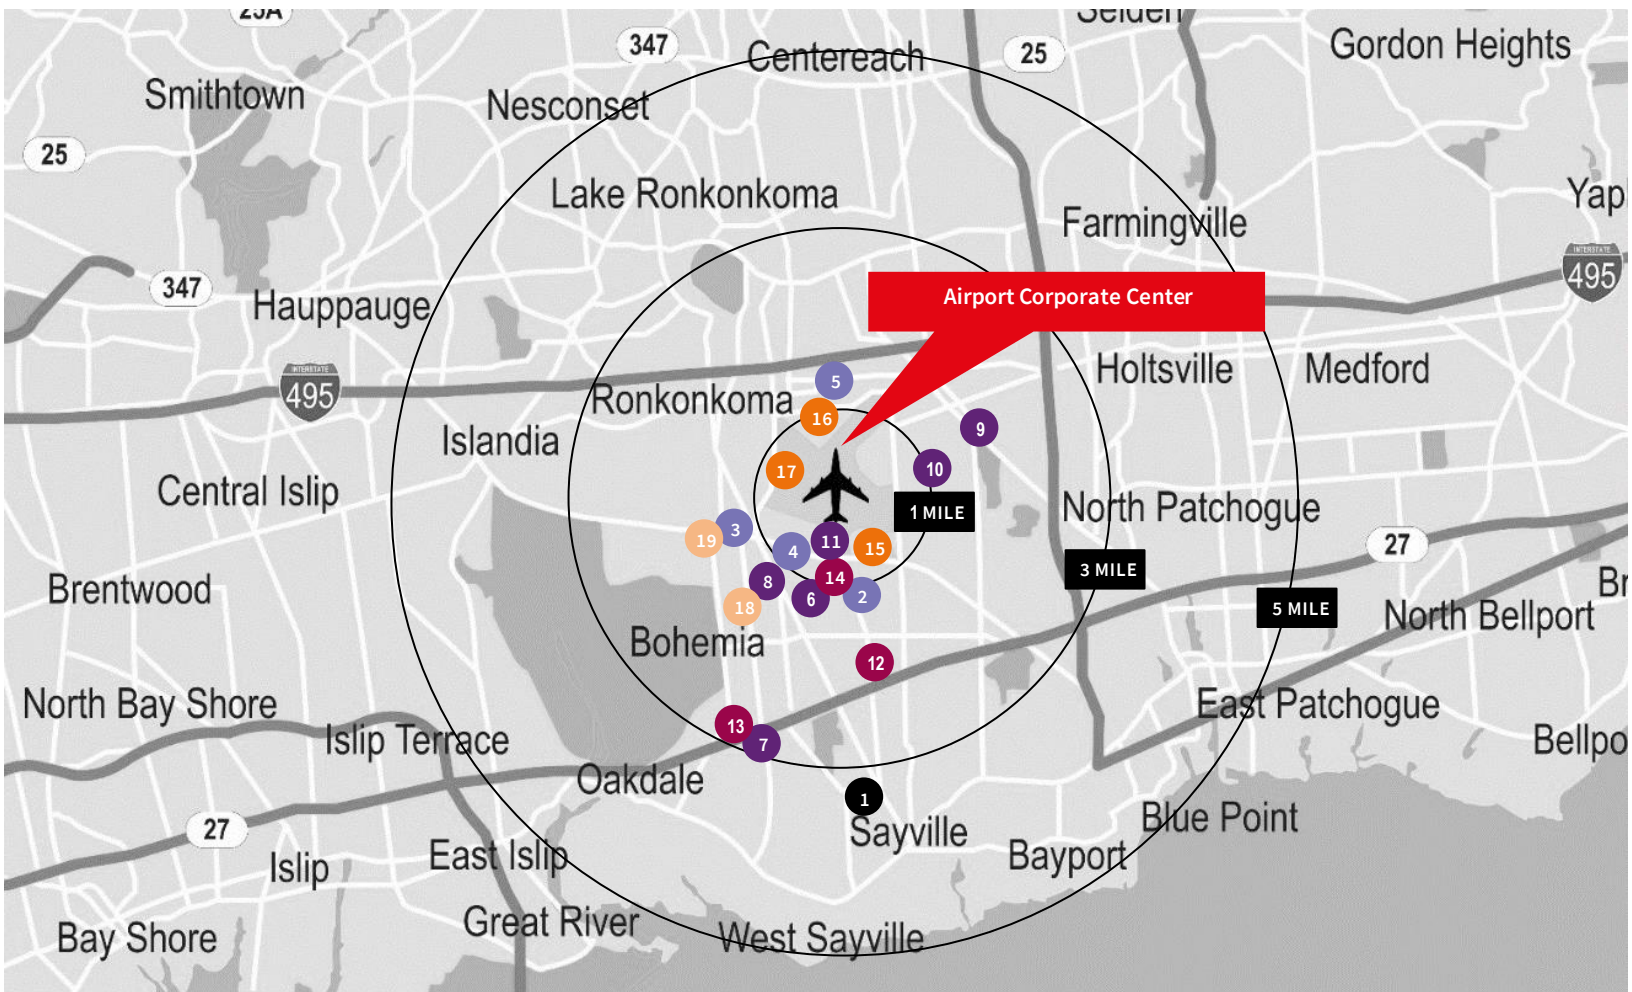 25A
Selden
347
Centereach
25
Gordon Heights
Smithtown
Nesconset
25
Lake Ronkonkoma
Farmingville
INTERSTATE
495
347
Hauppauge
Airport Corporate Center
INTERSTATE
495
Ronkonkoma
5
16
Holtsville
Medford
Islandia
9
17
10
Central Islip
1 MILE
North Patchogue
19
3
4
11
15
27
3 MILE
Brentwood
8
14
18
6
2
5 MILE
North Bellport
Bohemia
12
North Bay Shore
East Patchogue
13
7
Islip Terrace
Oakdale
1
Sayville
Blue Point
27
Islip
East Islip
Bayport
Great River
Bay Shore
West Sayville